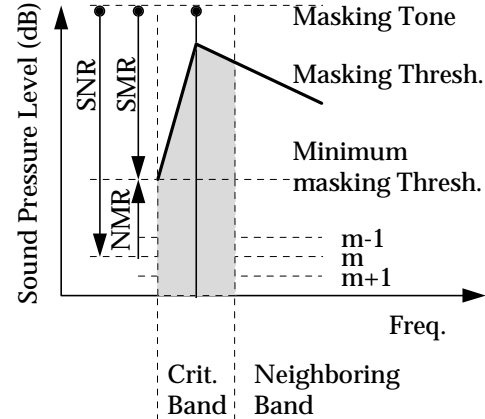 Masking Tone
Sound Pressure Level (dB)
SNR
SMR
Masking Thresh.
Minimum
masking Thresh.
NMR
m-1
m
m+1
Freq.
Crit.
Band
Neighboring
Band